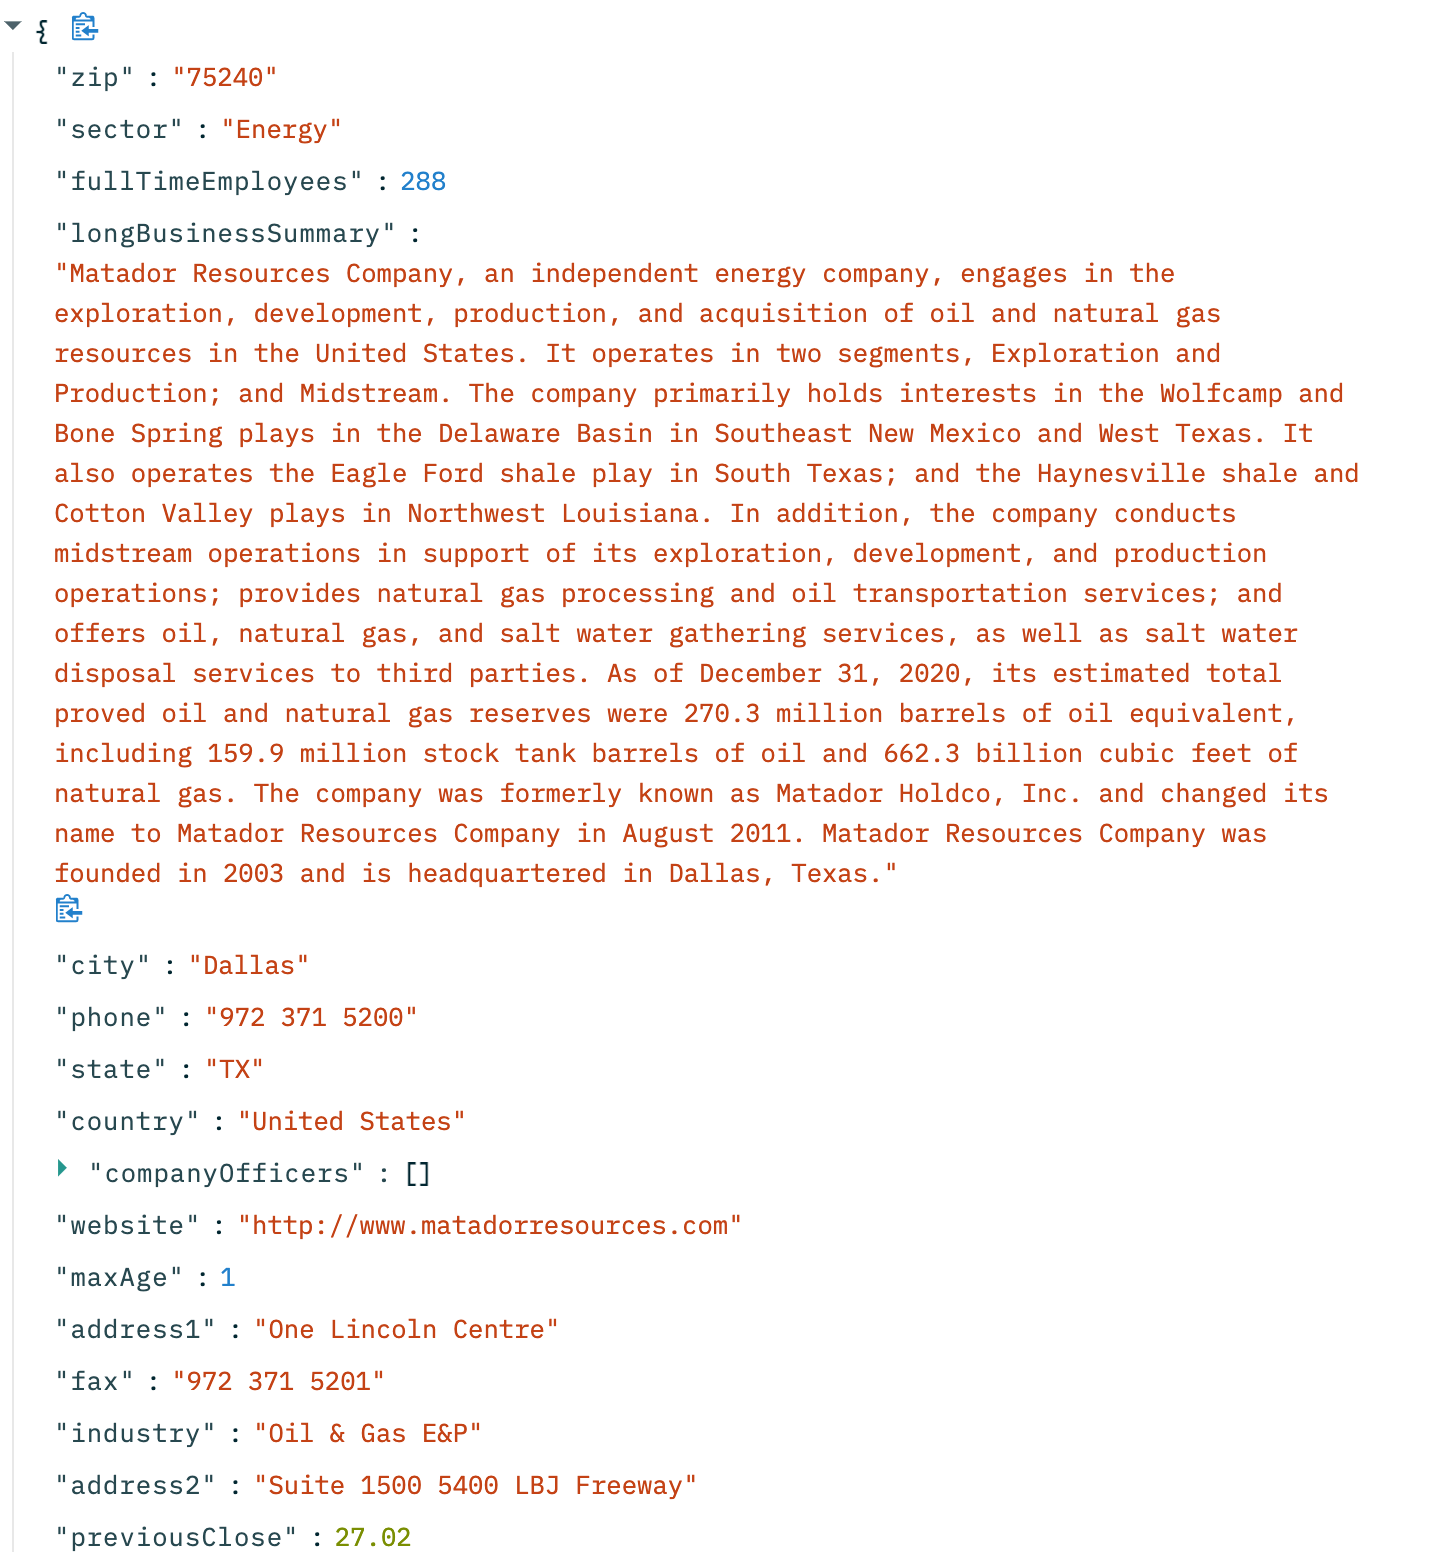 {
"zip" : "75240"
"sector" : "Energy"
"fullTimeEmployees" : 288
"longBusinessSummary" :
"Matador Resources Company, an independent energy company, engages in the
exploration, development, production, and acquisition of oil and natural gas
resources in the United States. It operates in two segments, Exploration and
Production; and Midstream. The company primarily holds interests in the Wolfcamp and
Bone Spring plays in the Delaware Basin in Southeast New Mexico and West Texas. It
also operates the Eagle Ford shale play in South Texas; and the Haynesville shale and
Cotton Valley plays in Northwest Louisiana. In addition, the company conducts
midstream operations in support of its exploration, development, and production
operations; provides natural gas processing and oil transportation services; and
offers oil, natural gas, and salt water gathering services, as well as salt water
disposal services to third parties. As of December 31, 2020, its estimated total
proved oil and natural gas reserves were 270.3 million barrels of oil equivalent,
including 159.9 million stock tank barrels of oil and 662.3 billion cubic feet of
natural gas. The company was formerly known as Matador Holdco, Inc. and changed its
name to Matador Resources Company in August 2011. Matador Resources Company was
founded in 2003 and is headquartered in Dallas, Texas."
"city" : "Dallas"
"phone" : "972 371 5200"
"state" : "TX"
"country" : "United States"
"companyOfficers" : []
"website" : "http://www.matadorresources.com"
"maxAge" : 1
"address1" : "One Lincoln Centre"
"fax" : "972 371 5201"
"industry" : "Oil & Gas E&P"
"address2" : "Suite 1500 5400 LBJ Freeway"
"previousClose" : 27.02